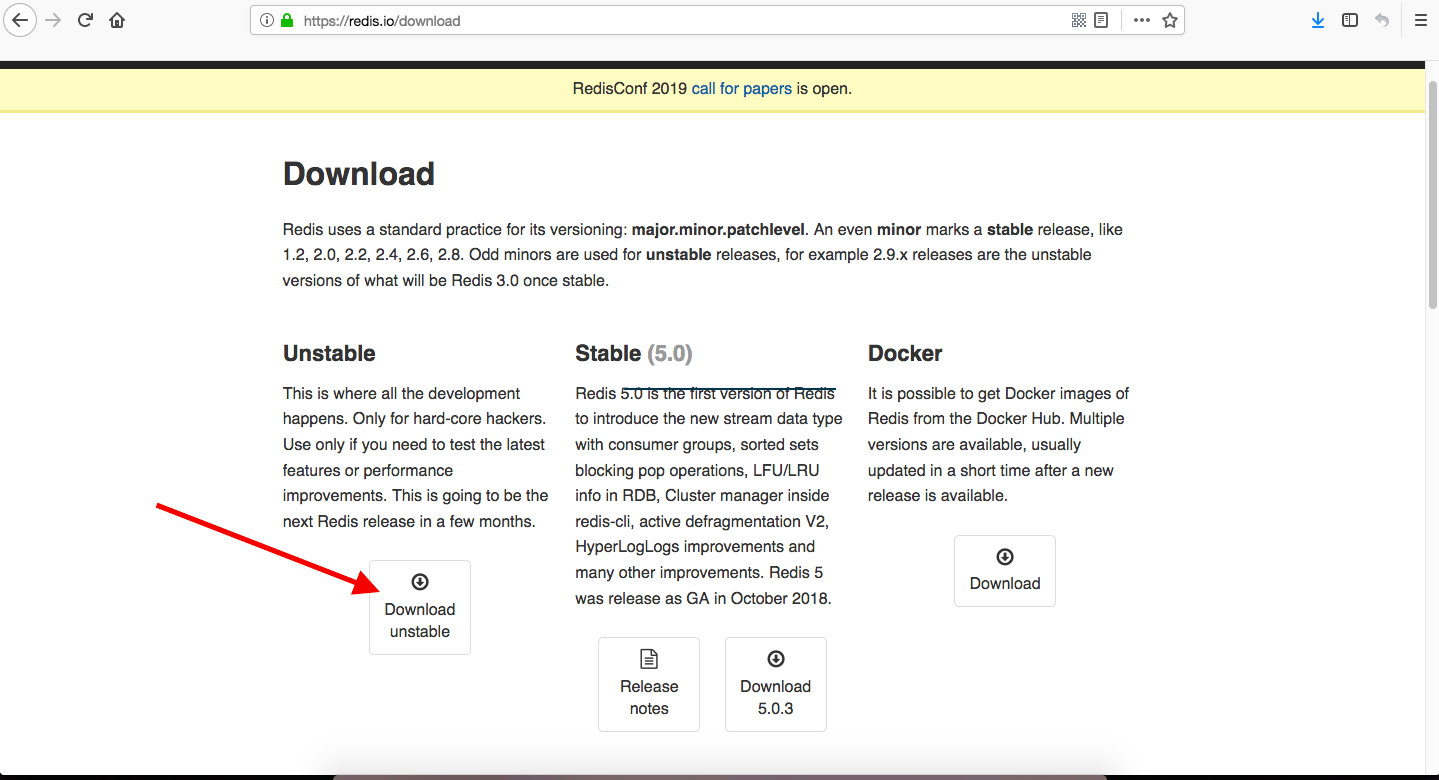 https://redis.io/download
RedisConf 2019 call for papers is open.
Download
Redis uses a standard practice for its versioning: major.minor.patchlevel. An even minor marks a stable release, like
1.2, 2.0, 2.2, 2.4, 2.6, 2.8. Odd minors are used for unstable releases, for example 2.9.x releases are the unstable
versions of what will be Redis 3.0 once stable.
Unstable
This is where all the development
happens. Only for hard-core hackers.
Use only if you need to test the latest
features or performance
improvements. This is going to be the
next Redis release in a few months.
Download
unstable
Stable (5.0)
Redis 5.0 is the first version of Redis
to introduce the new stream data type
with consumer groups, sorted sets
blocking pop operations, LFU/LRU
info in RDB, Cluster manager inside
redis-cli, active defragmentation V2,
HyperLogLogs improvements and
many other improvements. Redis 5
was release as GA in October 2018.
Release
notes
Download
5.0.3
Docker
It is possible to get Docker images of
Redis from the Docker Hub. Multiple
versions are available, usually
updated in a short time after a new
release is available.
Download